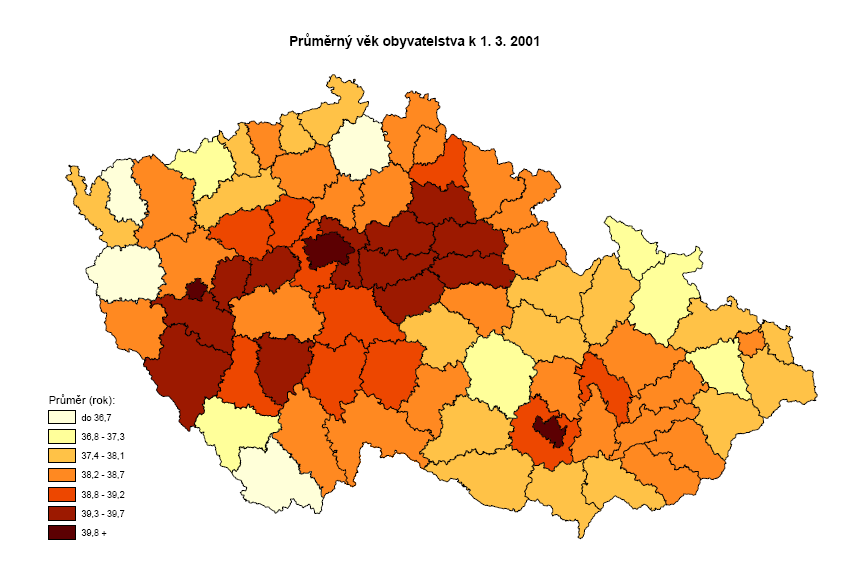 Průměrný věk obyvatelstva k 1. 3. 2001
Průměr (rok):
do 36,7
36,8 - 37,3
37,4 - 38,1
38,2 - 38,7
38,8 - 39,2
39,3 - 39,7
39,8 +